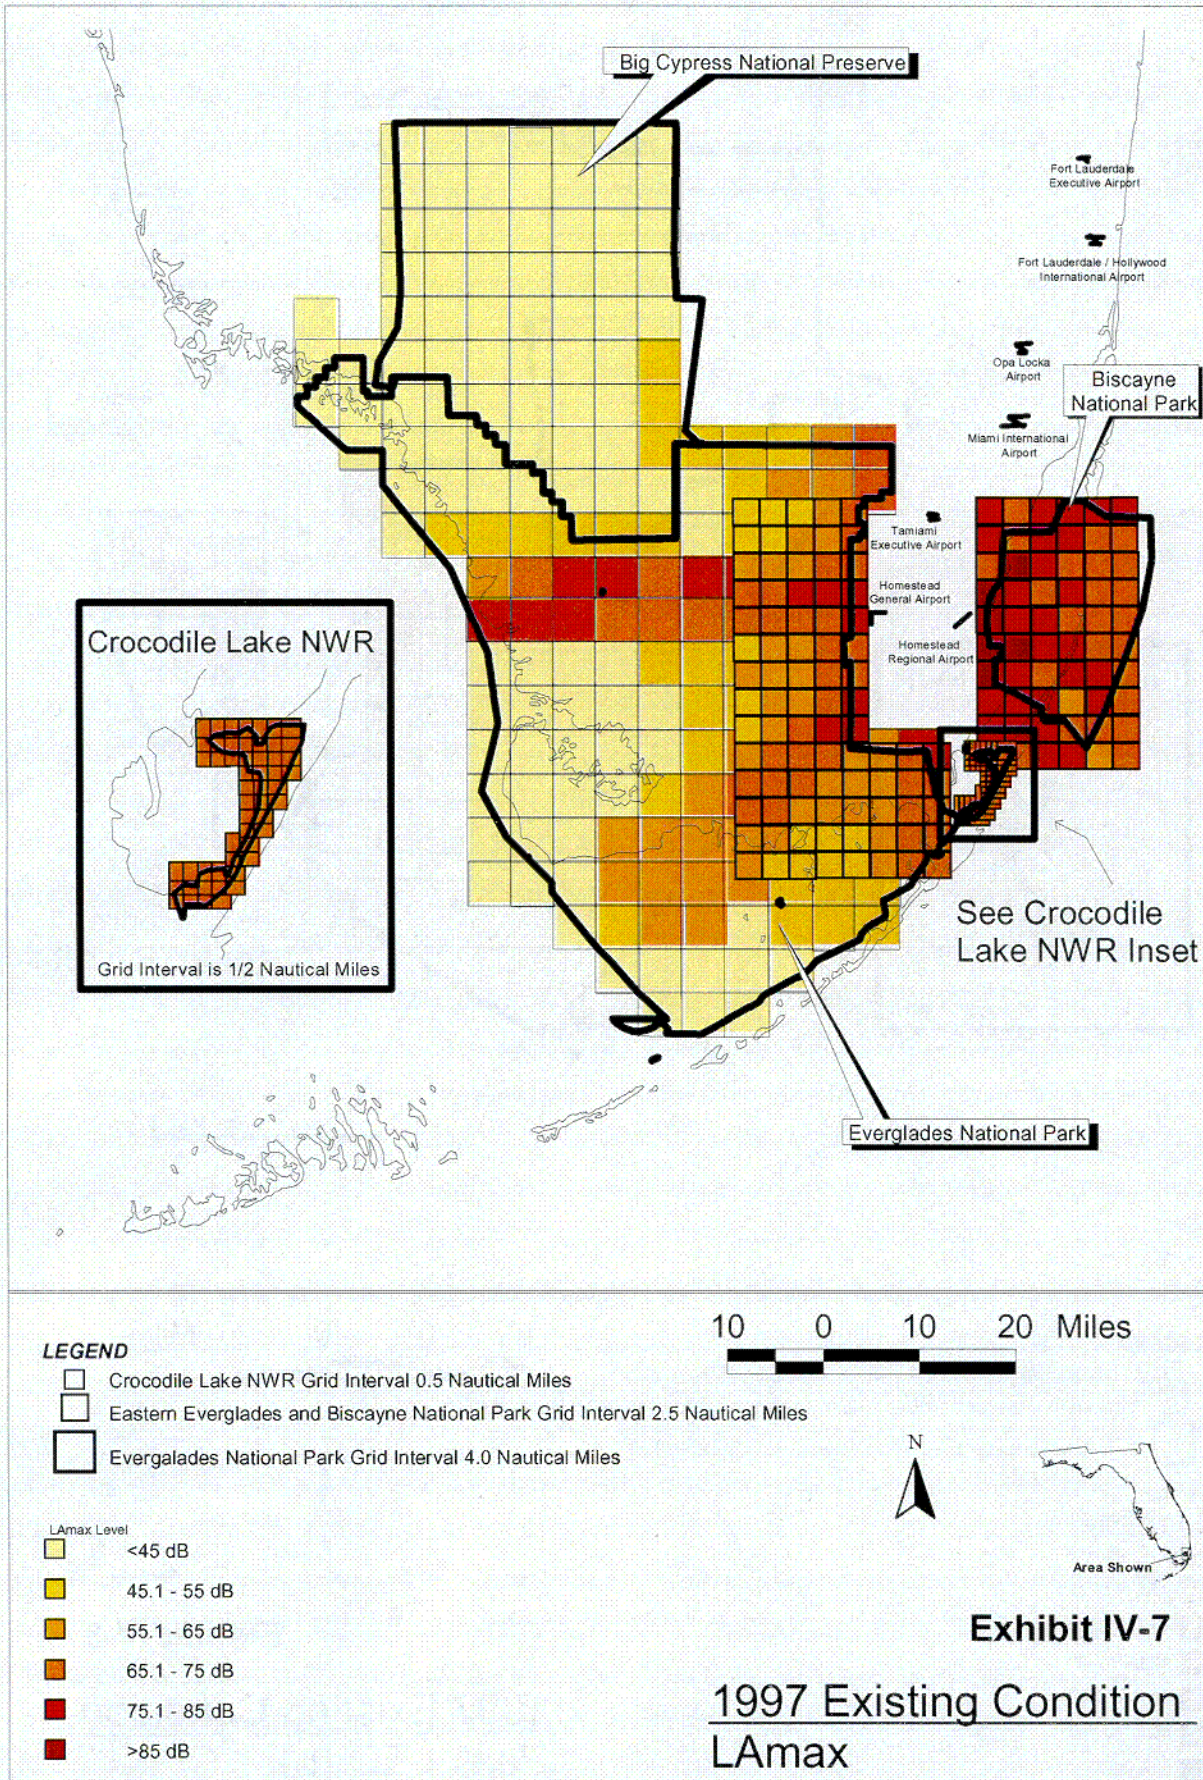 Big Cypress National Preserve
Fort Lauderdale
Executive Airport
Fort Lauderdale / Hollywood
International Airport
Opa Locka
Airport
Biscayne
National Park
Miami International
Airport
Tamiami
Executive Airport
Homestead
General Airport
Homestead
Regional Airport
Crocodile Lake NWR
Grid Interval is 1/2 Nautical Miles
See Crocodile
Lake NWR Inset
Everglades National Park
10 0 10 20 Miles
LEGEND
Crocodile Lake NWR Grid Interval 0.5 Nautical Miles
Eastern Everglades and Biscayne National Park Grid Interval 2.5 Nautical Miles
Evergalades National Park Grid Interval 4.0 Nautical Miles
N
Area Shown
LAmax Level
<45 dB
45.1 - 55 dB
55.1 - 65 dB
65.1 - 75 dB
75.1 - 85 dB
>85 dB
Exhibit IV-7
1997 Existing Condition
LAmax